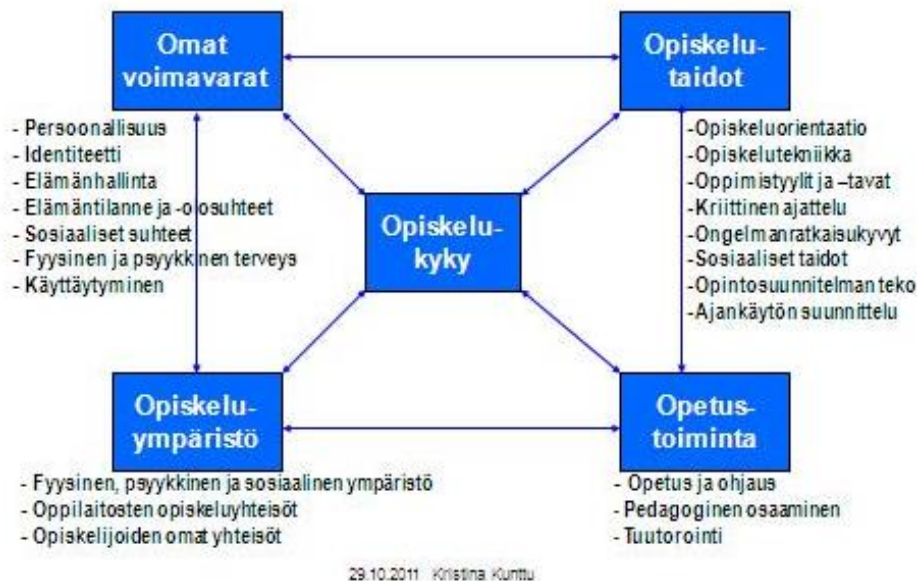 Omat
voimavarat
Opiskelu-
taidot
- Persoonallisuus
- Identiteetti
- Elämänhallinta
- Elämäntilanne ja -olosuhteet
- Sosiaaliset suhteet
- Fyysinen ja psyykkinen terveys
- Käyttäytyminen
-Opiskeluorientaatio
-Opiskelutekniikka
-Oppimistyylit ja –tavat
-Kriittinen ajattelu
-Ongelmanratkaisukyvyt
-Sosiaaliset taidot
-Opintosuunnitelman teko
-Ajankäytön suunnittelu
Opiskelu-
kyky
Opiskelu-
ympäristö
Opetus-
toiminta
- Fyysinen, psyykkinen ja sosiaalinen ympäristö
- Oppilaitosten opiskeluyhteisöt
- Opiskelijoiden omat yhteisöt
- Opetus ja ohjaus
- Pedagoginen osaaminen
- Tuutorointi
29.10.2011 Kristina Kunttu